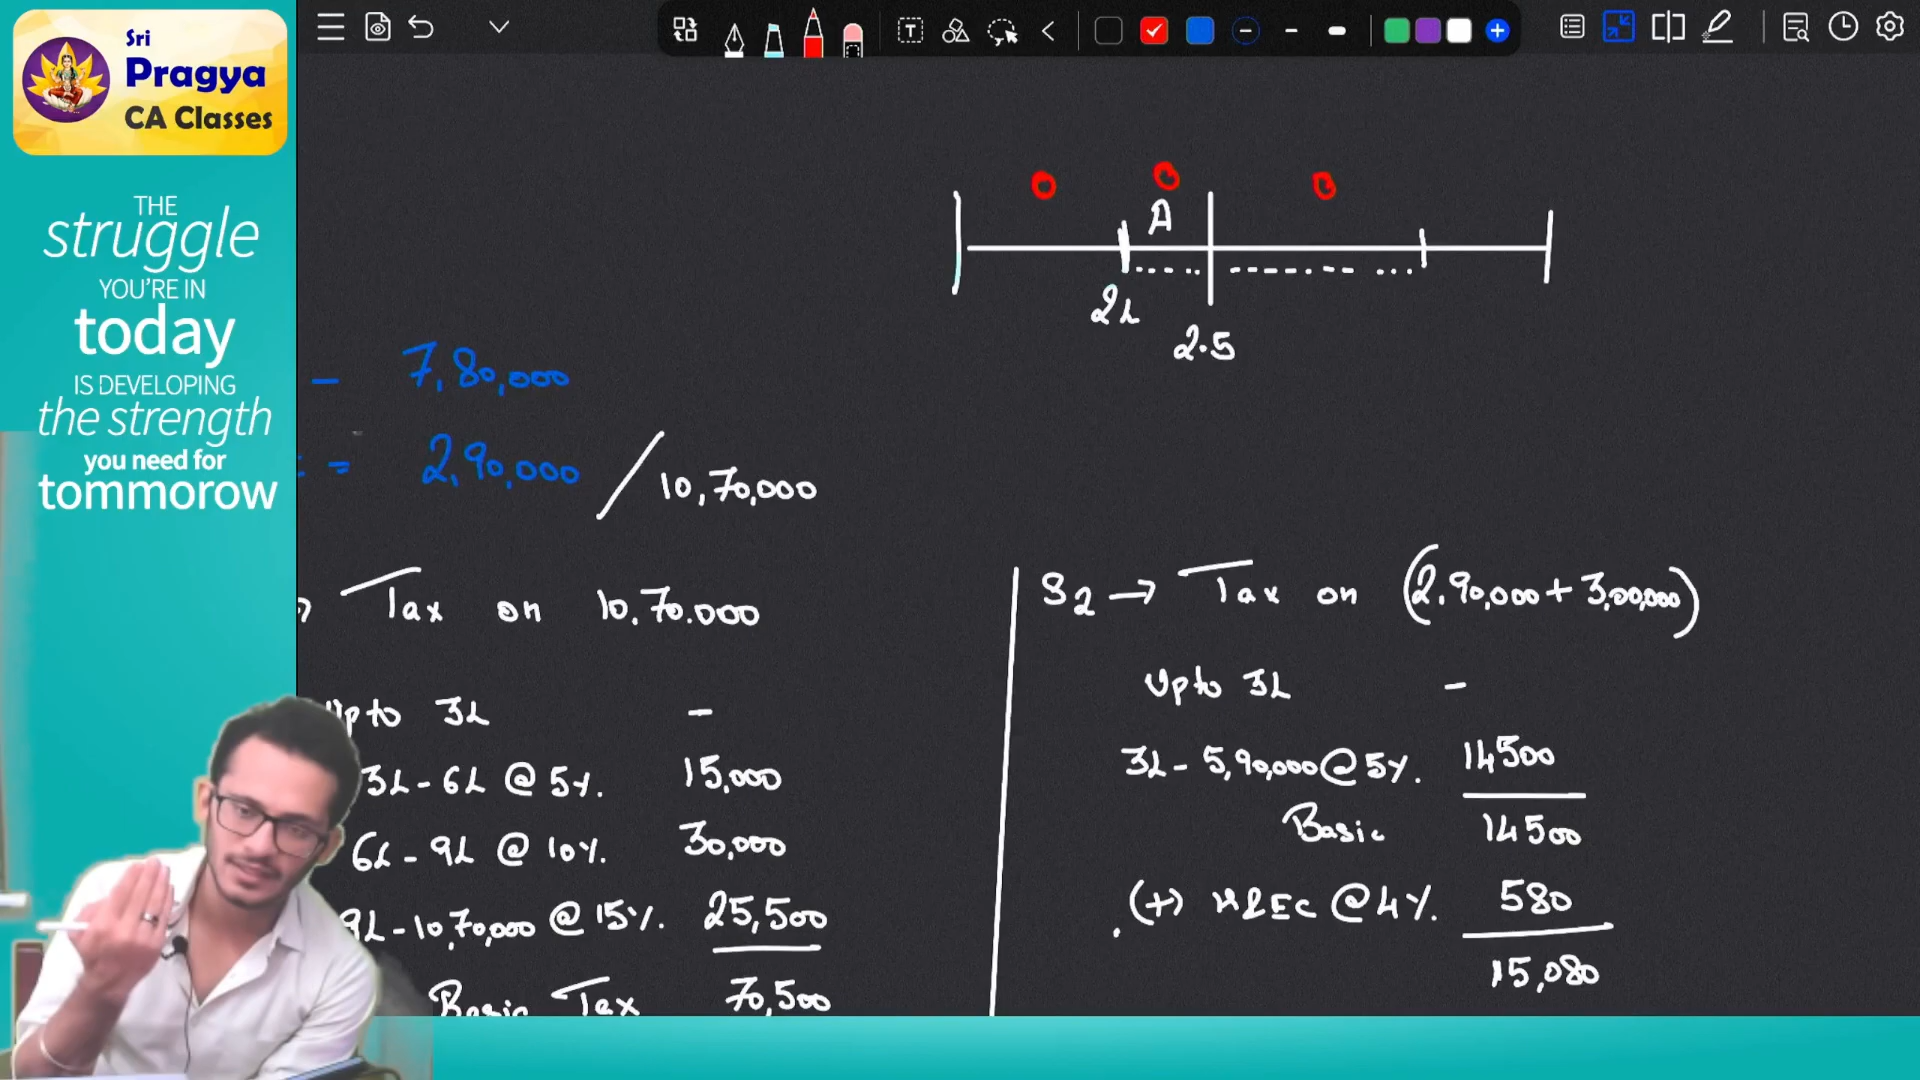 Sri
Pragya
CA Classes
THE
struggle
YOU'RE IN
today
IS DEVELOPING
the strength
you need for
tommorow
T
A
2L
2.5
- 7,80,000
= 2,90,000 / 10,70,000
Tax on 10,70.000
Upto 3L -
3L - 6L @ 5%. 15,000
6L - 9L @ 10%. 30,000
9L - 10,70,000 @ 15%. 25,500
Basic Tax 70,500
S2 → Tax on (2,90,000 + 3,00,000)
Upto 3L -
3L - 5,90,000 @ 5%. 14500
Basic 14500
(+) H&EC @ 4%. 580
15,080